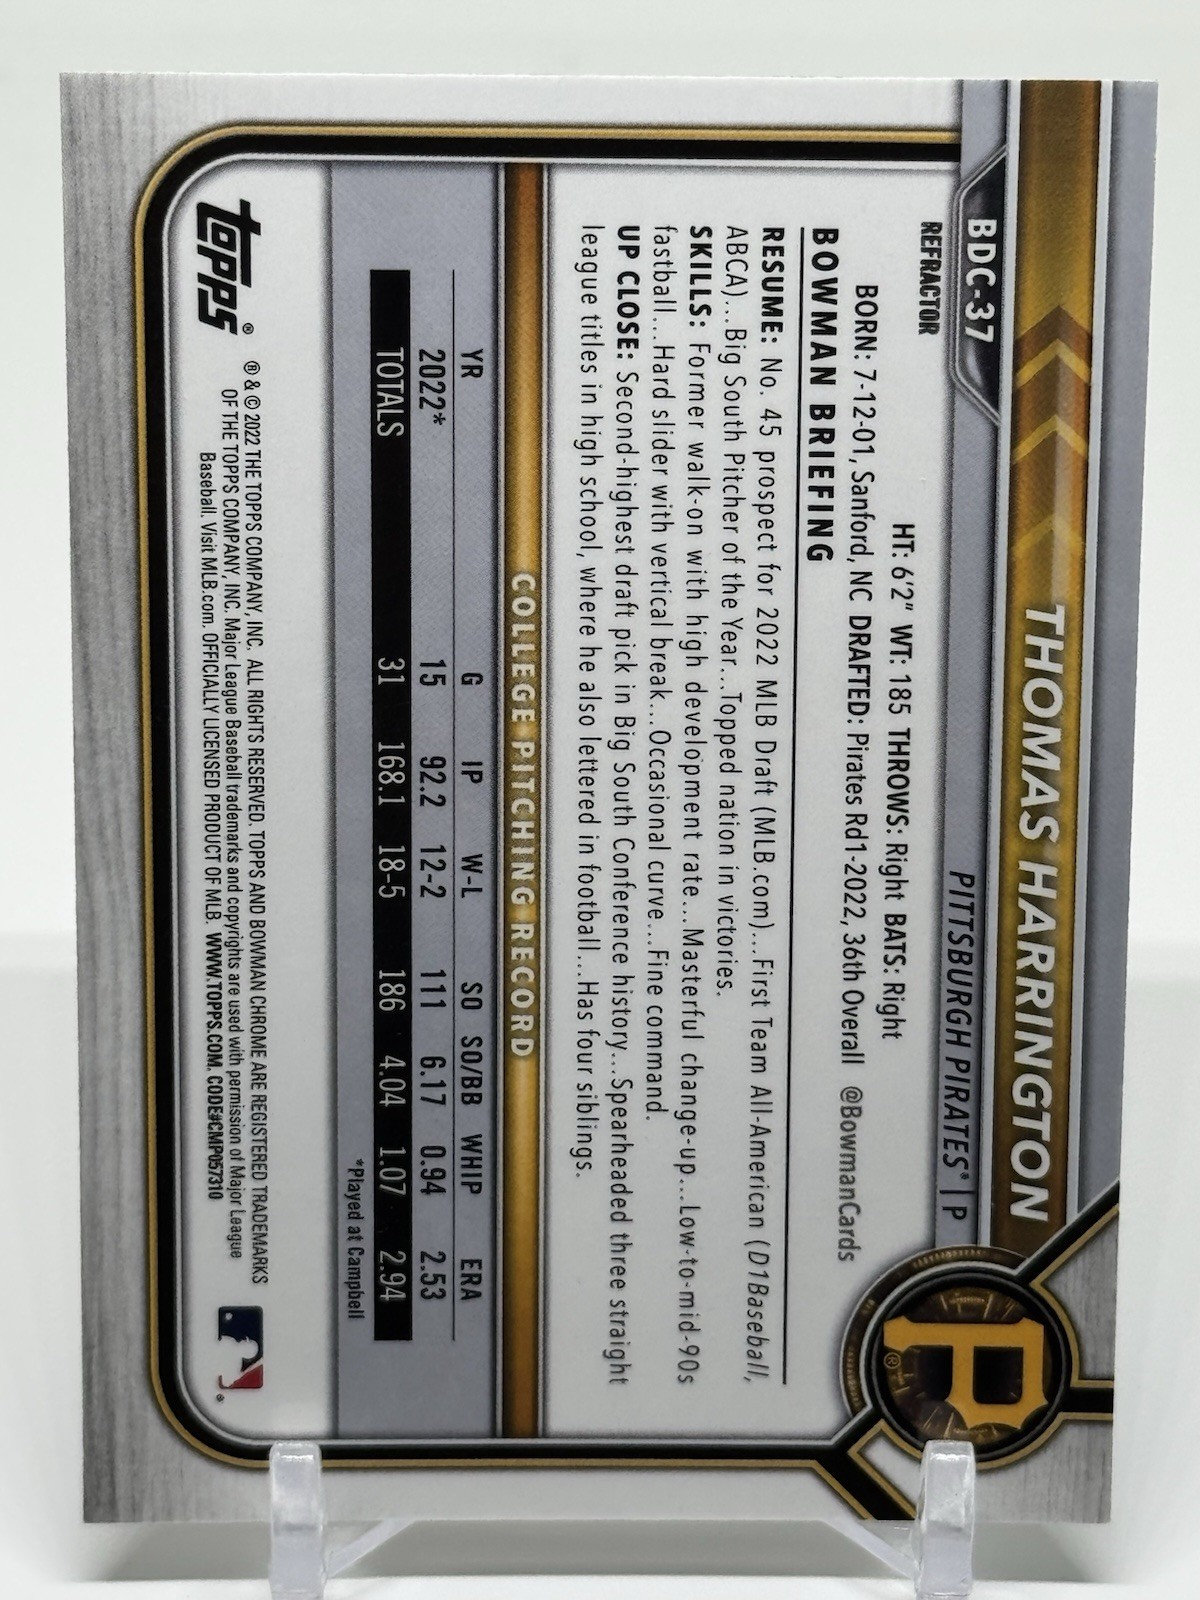 BDC-37
THOMAS HARRINGTON
PITTSBURGH PIRATES® | P
REFRACTOR
HT: 6'2" WT: 185 THROWS: Right BATS: Right
BORN: 7-12-01, Sanford, NC DRAFTED: Pirates Rd1-2022, 36th Overall @BowmanCards
BOWMAN BRIEFING
RESUME: No. 45 prospect for 2022 MLB Draft (MLB.com)...First Team All-American (D1Baseball,
ABCA)...Big South Pitcher of the Year...Topped nation in victories.
SKILLS: Former walk-on with high development rate...Masterful change-up...Low-to-mid-90s
fastball...Hard slider with vertical break...Occasional curve...Fine command.
UP CLOSE: Second-highest draft pick in Big South Conference history...Spearheaded three straight
league titles in high school, where he also lettered in football...Has four siblings.
COLLEGE PITCHING RECORD
YR G IP W-L SO SO/BB WHIP ERA
2022* 15 92.2 12-2 111 6.17 0.94 2.53
TOTALS 31 168.1 18-5 186 4.04 1.07 2.94
*Played at Campbell
topps®
® & © 2022 THE TOPPS COMPANY, INC. ALL RIGHTS RESERVED. TOPPS AND BOWMAN CHROME ARE REGISTERED TRADEMARKS
OF THE TOPPS COMPANY, INC. Major League Baseball trademarks and copyrights are used with permission of Major League
Baseball. Visit MLB.com. OFFICIALLY LICENSED PRODUCT OF MLB. WWW.TOPPS.COM. CODE#CMP057310